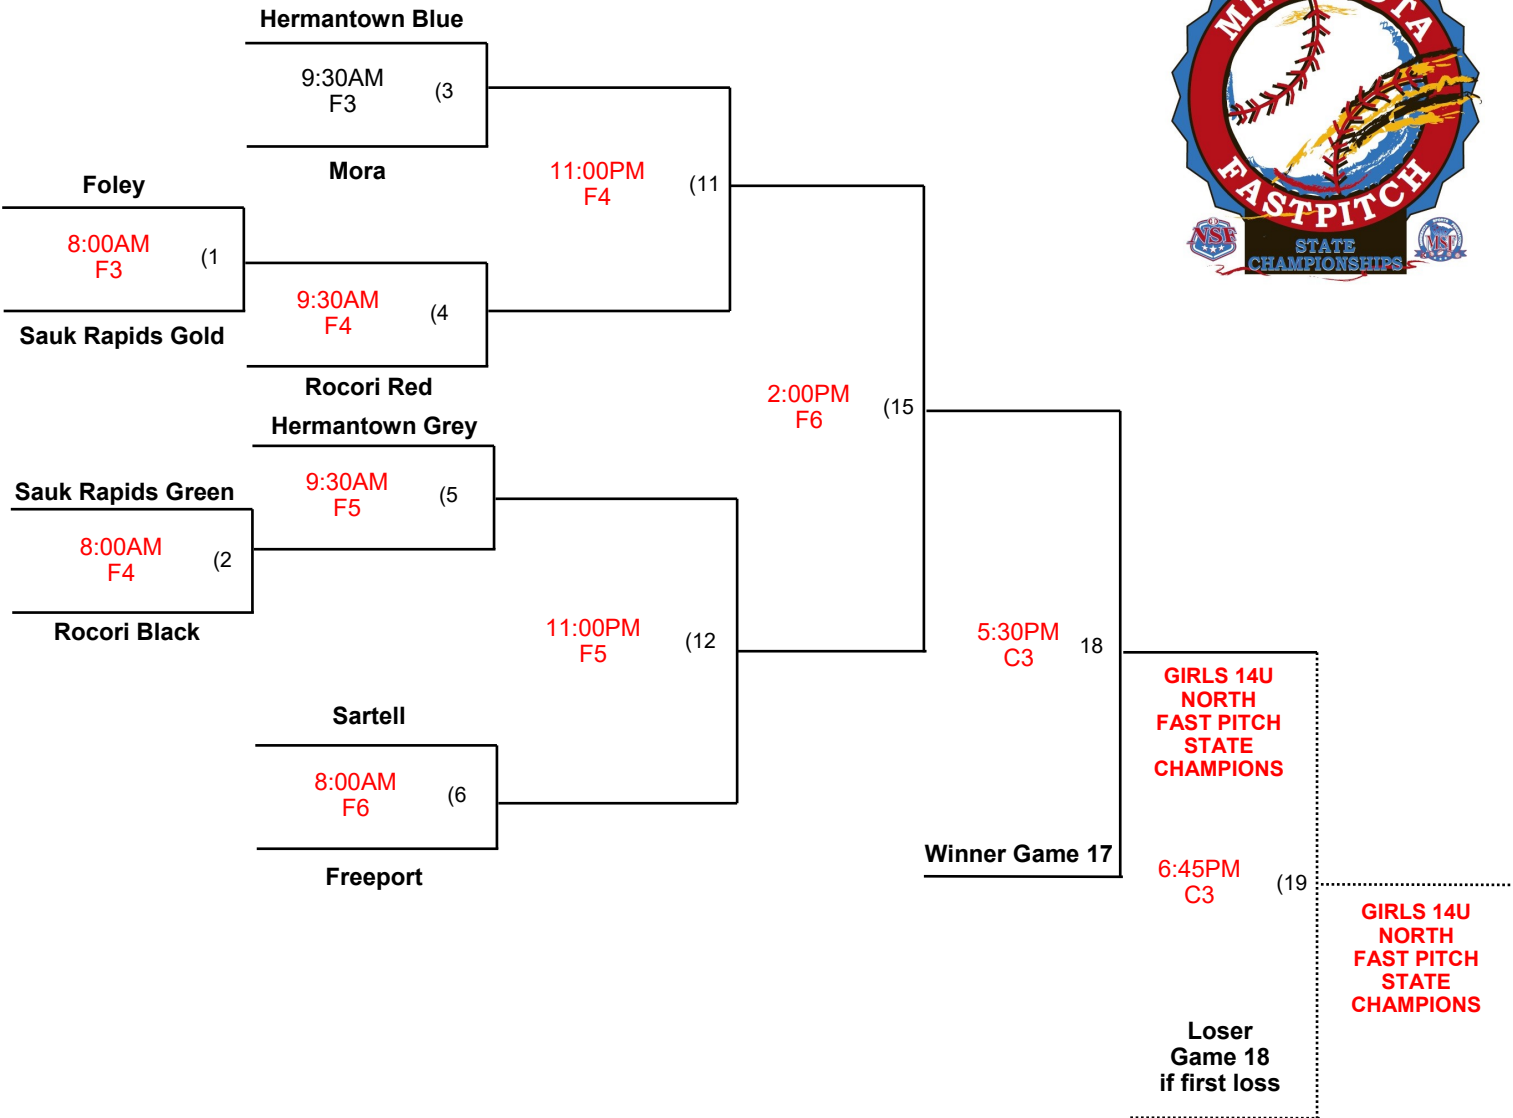 Hermantown Blue
9:30AM
F3
(3
Mora
11:00PM
F4
(11
Foley
8:00AM
F3
(1
Sauk Rapids Gold
9:30AM
F4
(4
Rocori Red
2:00PM
F6
(15
Hermantown Grey
9:30AM
F5
(5
Sauk Rapids Green
8:00AM
F4
(2
Rocori Black
11:00PM
F5
(12
Sartell
8:00AM
F6
(6
Freeport
5:30PM
C3
18
GIRLS 14U
NORTH
FAST PITCH
STATE
CHAMPIONS
Winner Game 17
6:45PM
C3
(19
GIRLS 14U
NORTH
FAST PITCH
STATE
CHAMPIONS
Loser
Game 18
if first loss
FASTPITCH
NSF
STATE
CHAMPIONSHIPS
MSF